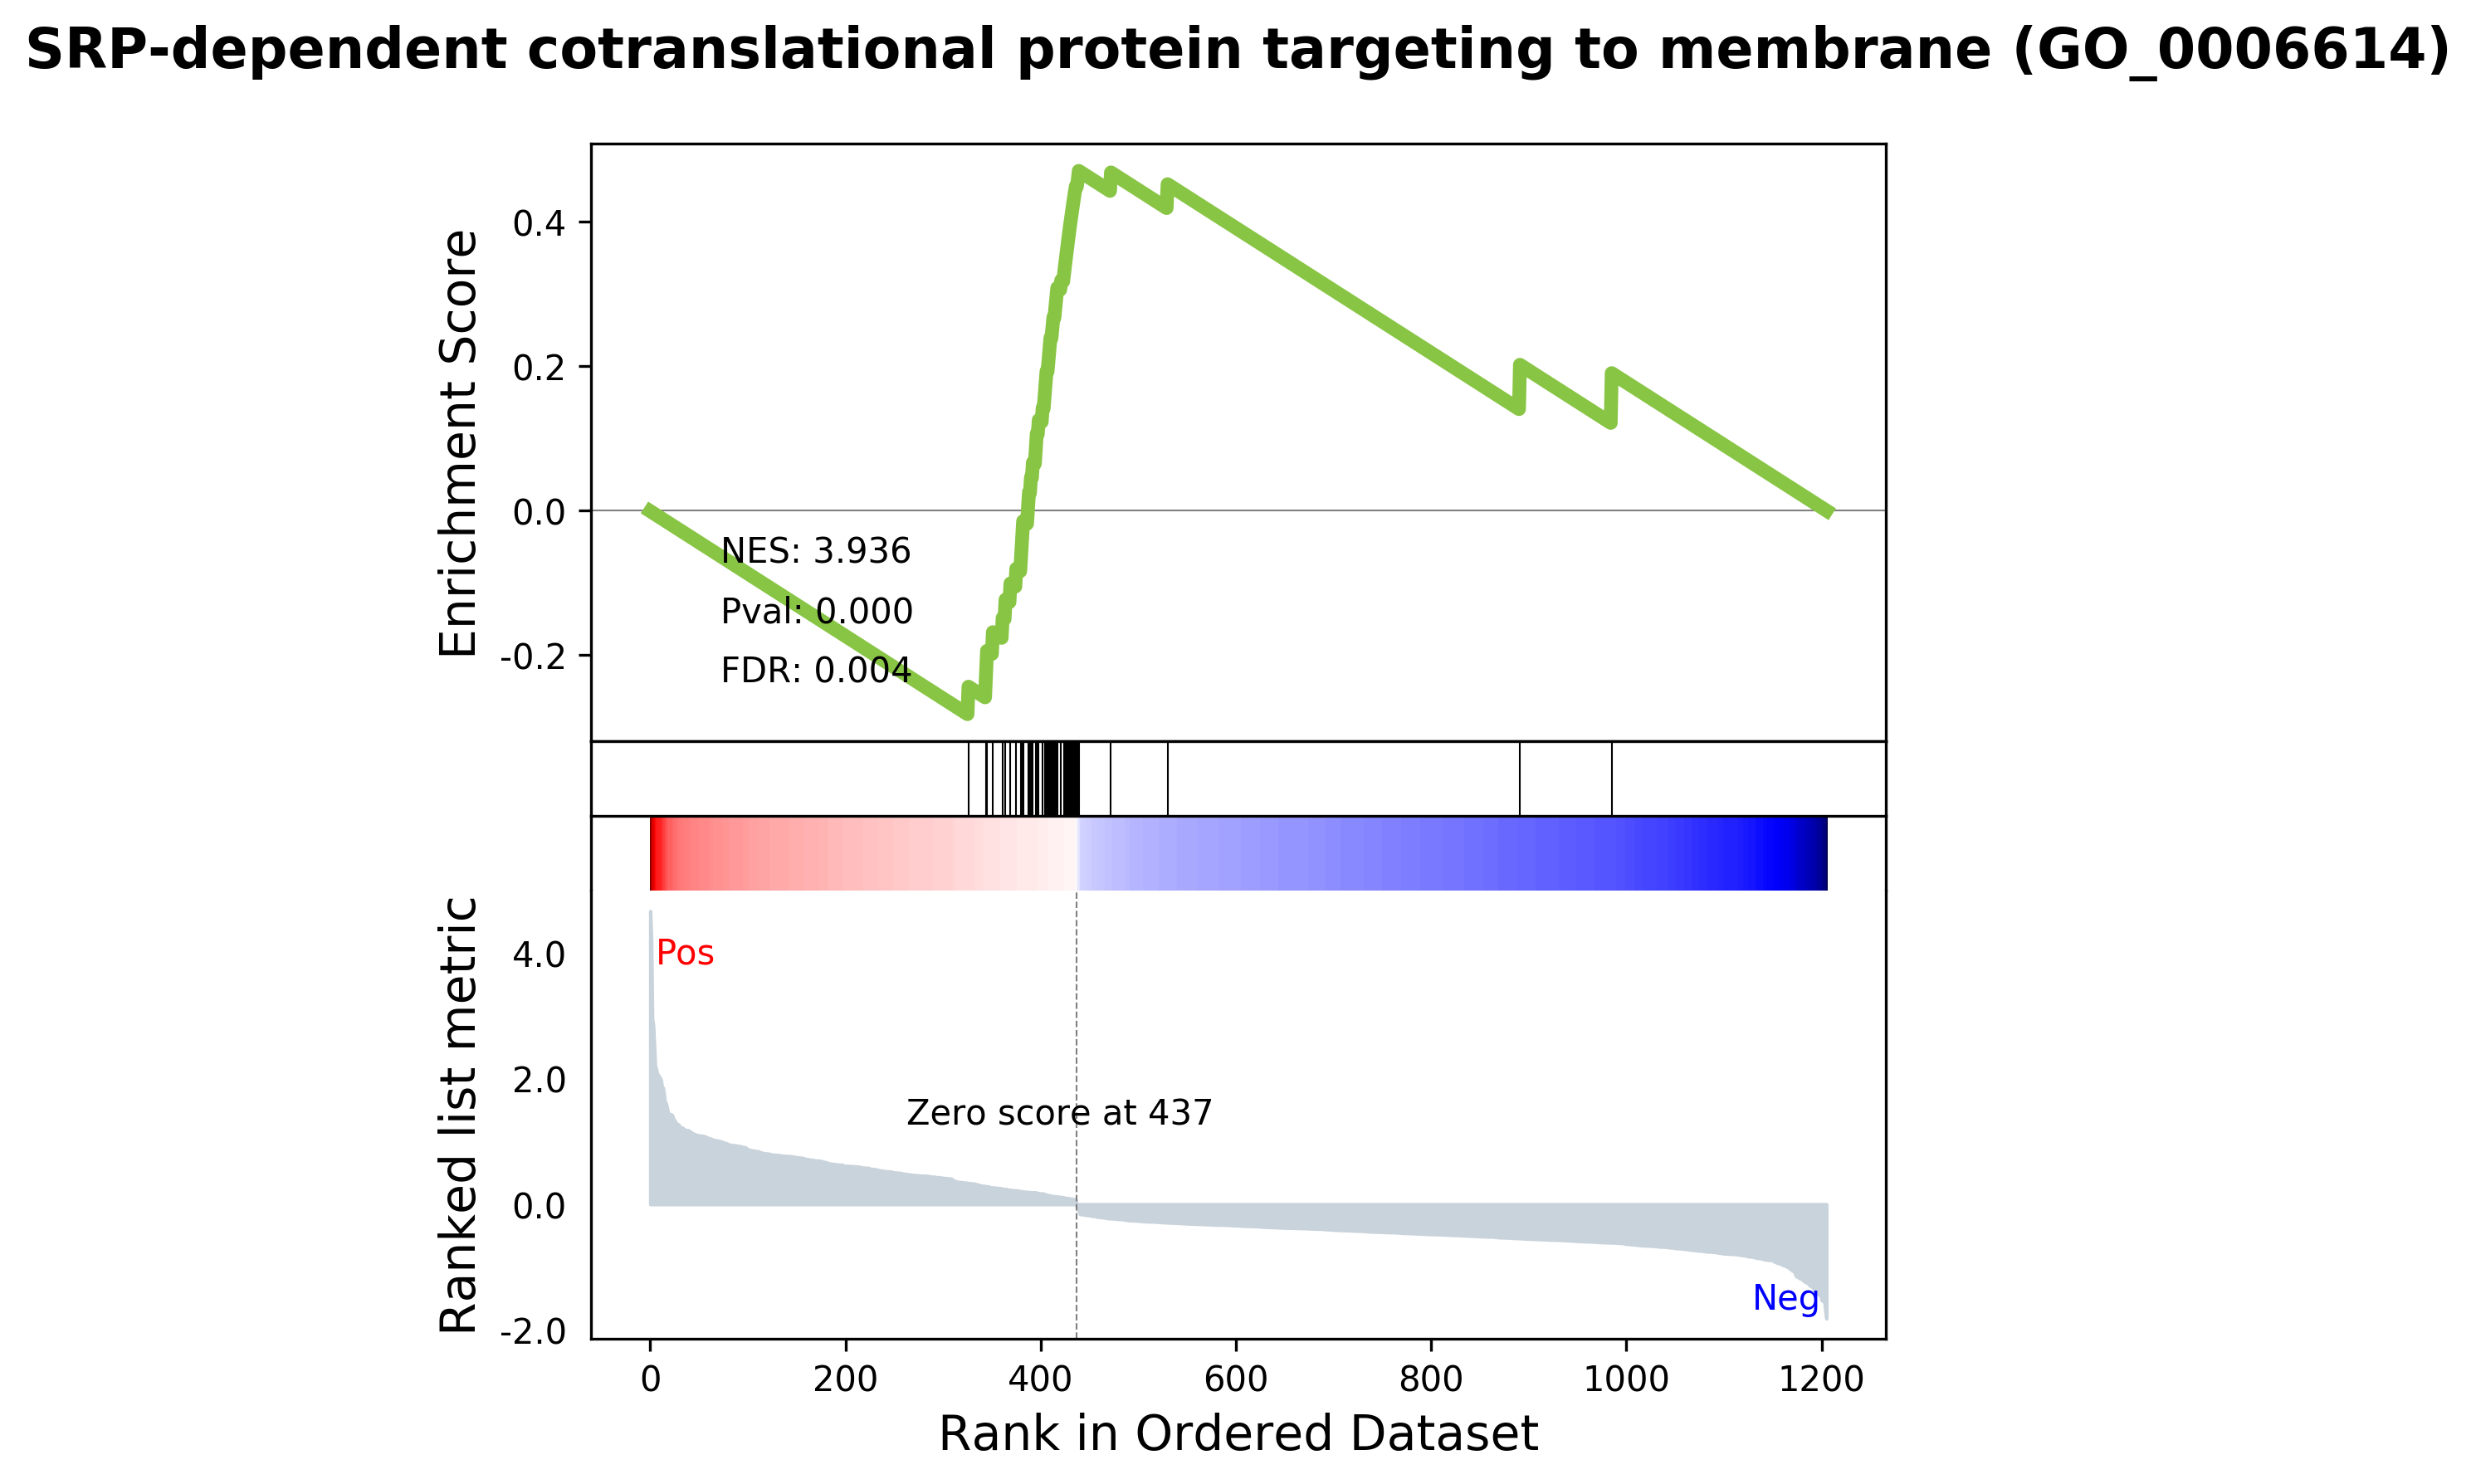 SRP-dependent cotranslational protein targeting to membrane (GO_0006614)
Enrichment Score
0.4
0.2
0.0
-0.2
NES: 3.936
Pval: 0.000
FDR: 0.004
Ranked list metric
4.0
2.0
0.0
-2.0
Pos
Zero score at 437
Neg
0 200 400 600 800 1000 1200
Rank in Ordered Dataset